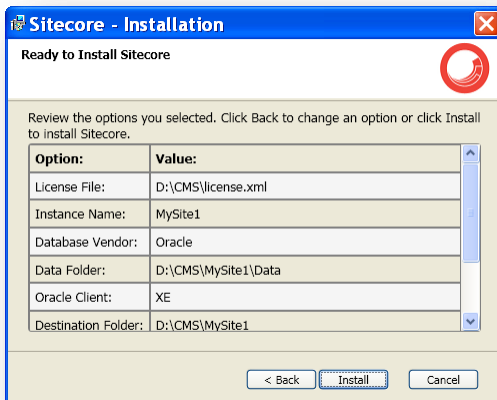 Sitecore - Installation
Ready to Install Sitecore
Review the options you selected. Click Back to change an option or click Install
to install Sitecore.
Option: Value:
License File: D:\CMS\license.xml
Instance Name: MySite1
Database Vendor: Oracle
Data Folder: D:\CMS\MySite1\Data
Oracle Client: XE
Destination Folder: D:\CMS\MySite1
< Back Install Cancel